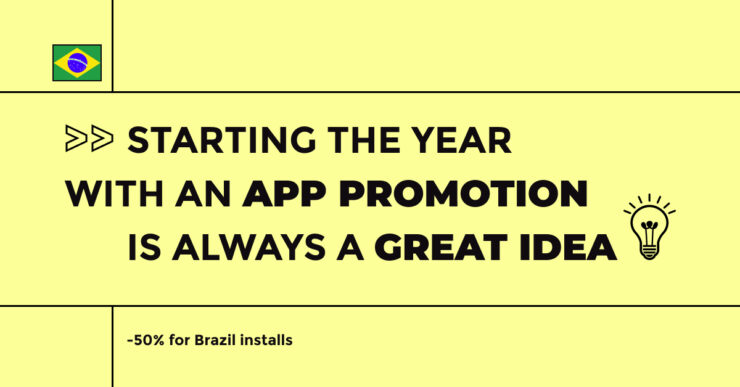 >> STARTING THE YEAR
WITH AN APP PROMOTION
IS ALWAYS A GREAT IDEA
-50% for Brazil installs